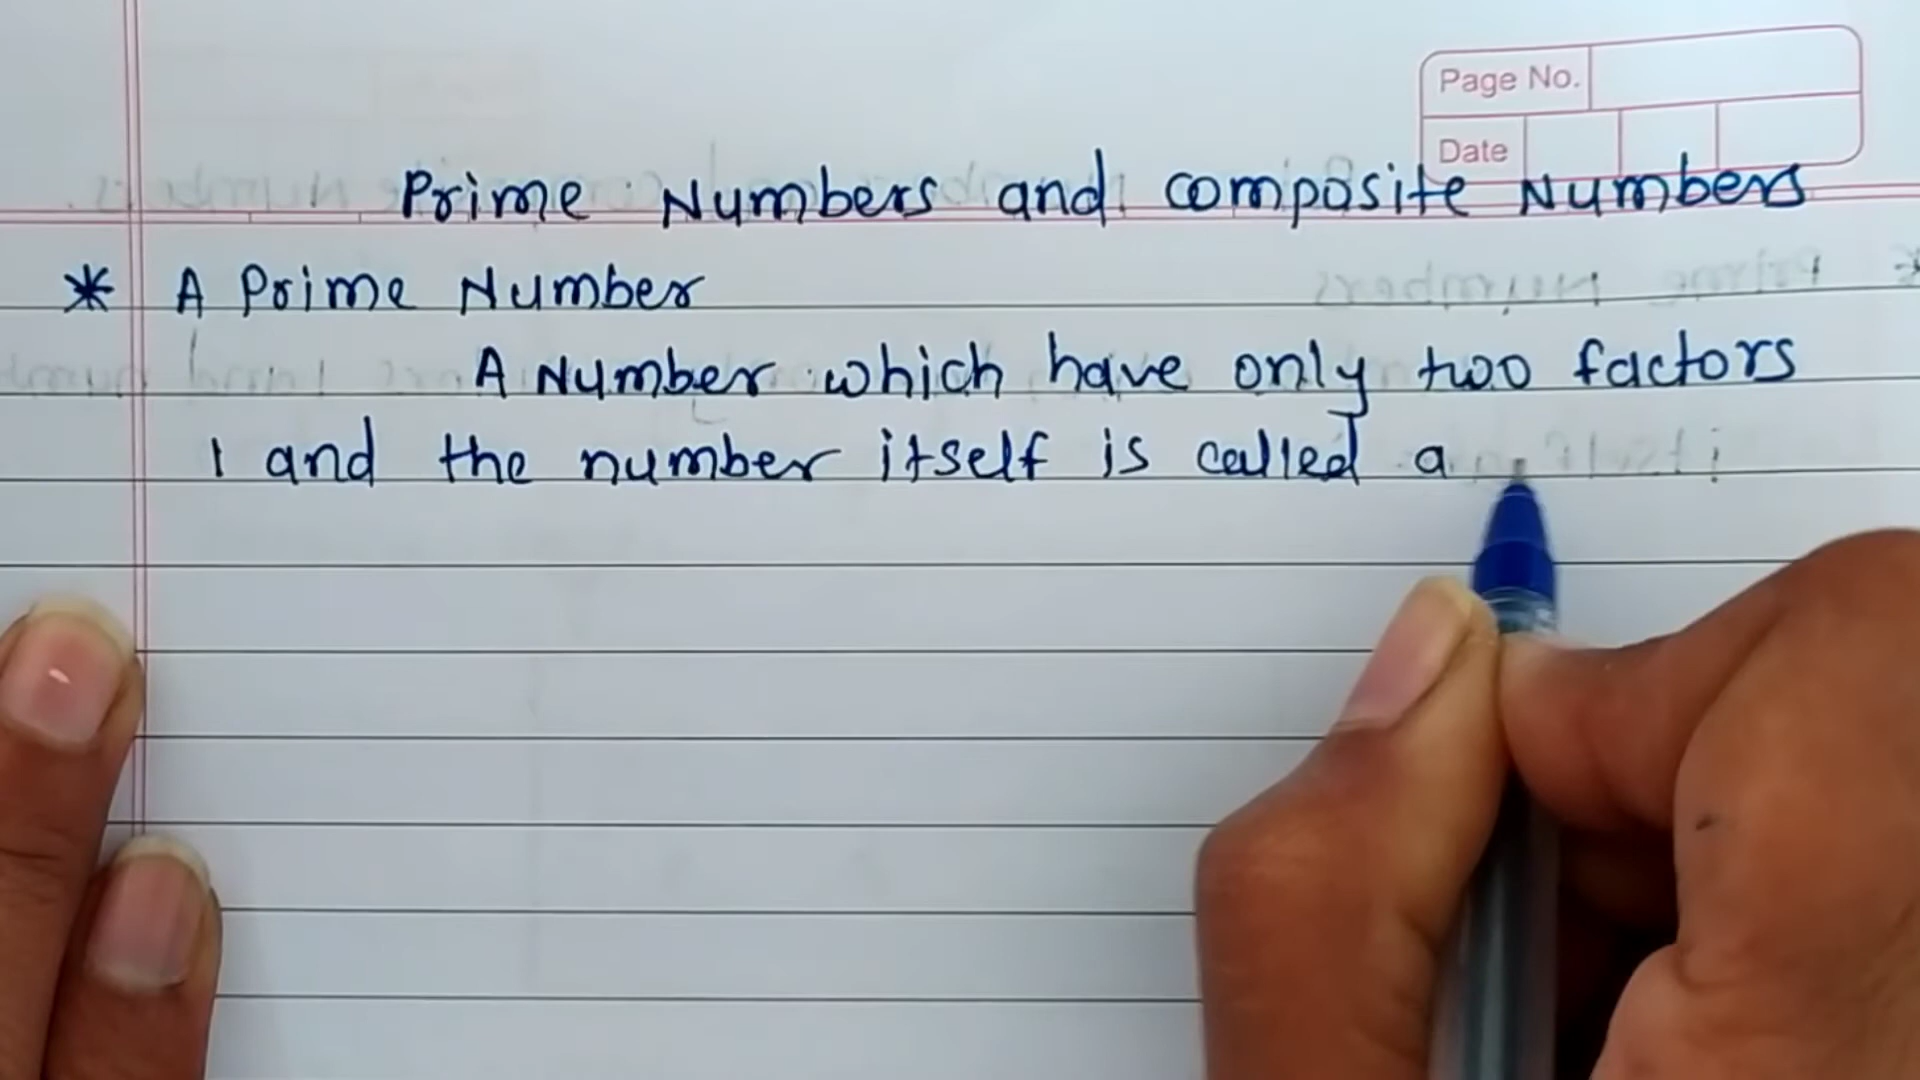 Page No.
Date
Prime Numbers and composite Numbers
* A Prime Number
A Number which have only two factors
1 and the number itself is called a